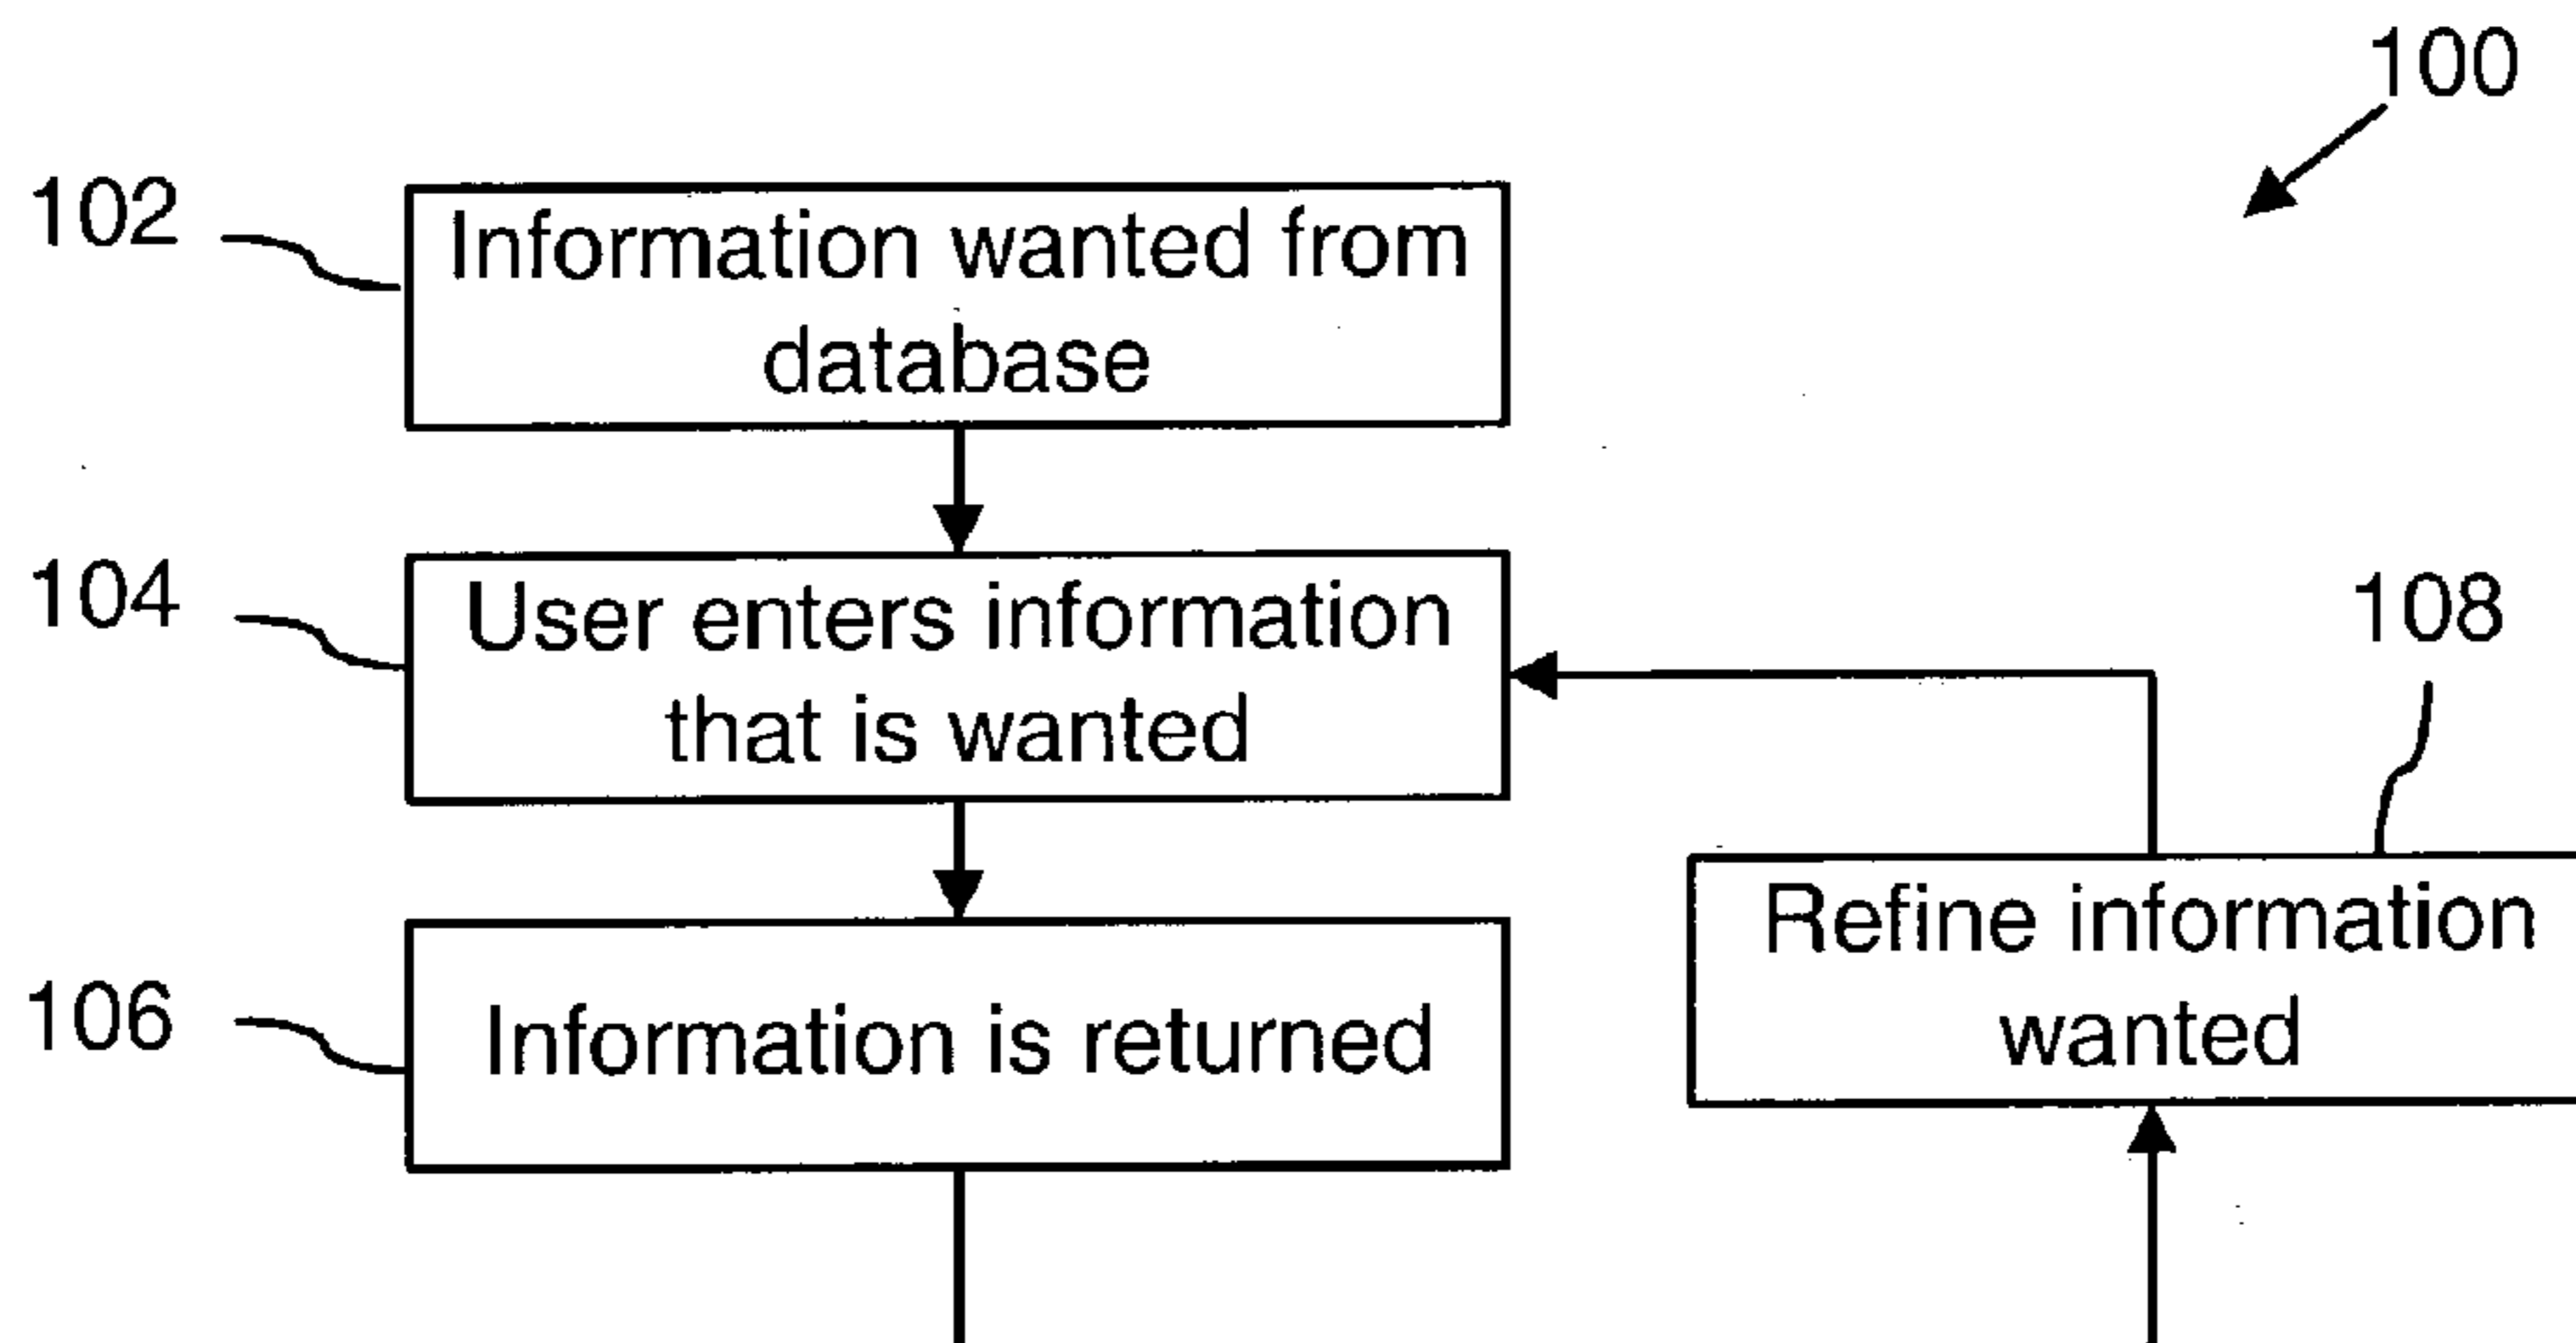 100
102
Information wanted from
database
104
User enters information
that is wanted
108
Refine information
wanted
106
Information is returned